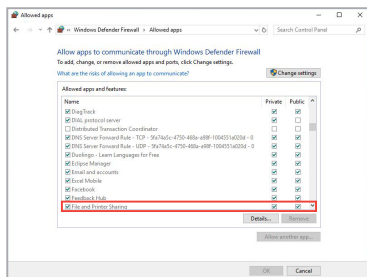 Allowed apps
« Windows Defender Firewall › Allowed apps
Search Control Panel
Allow apps to communicate through Windows Defender Firewall
To add, change, or remove allowed apps and ports, click Change settings.
What are the risks of allowing an app to communicate?
Change settings
Allowed apps and features:
Name Private Public
DiagTrack
DIAL protocol server
Distributed Transaction Coordinator
DNS Server Forward Rule - TCP - 5fa74a5c-4750-468a-a98f-1004551a020d - 0
DNS Server Forward Rule - UDP - 5fa74a5c-4750-468a-a98f-1004551a020d - 0
Duolingo - Learn Languages for Free
Eclipse Manager
Email and accounts
Excel Mobile
Facebook
Feedback Hub
File and Printer Sharing
Details... Remove
Allow another app...
OK Cancel